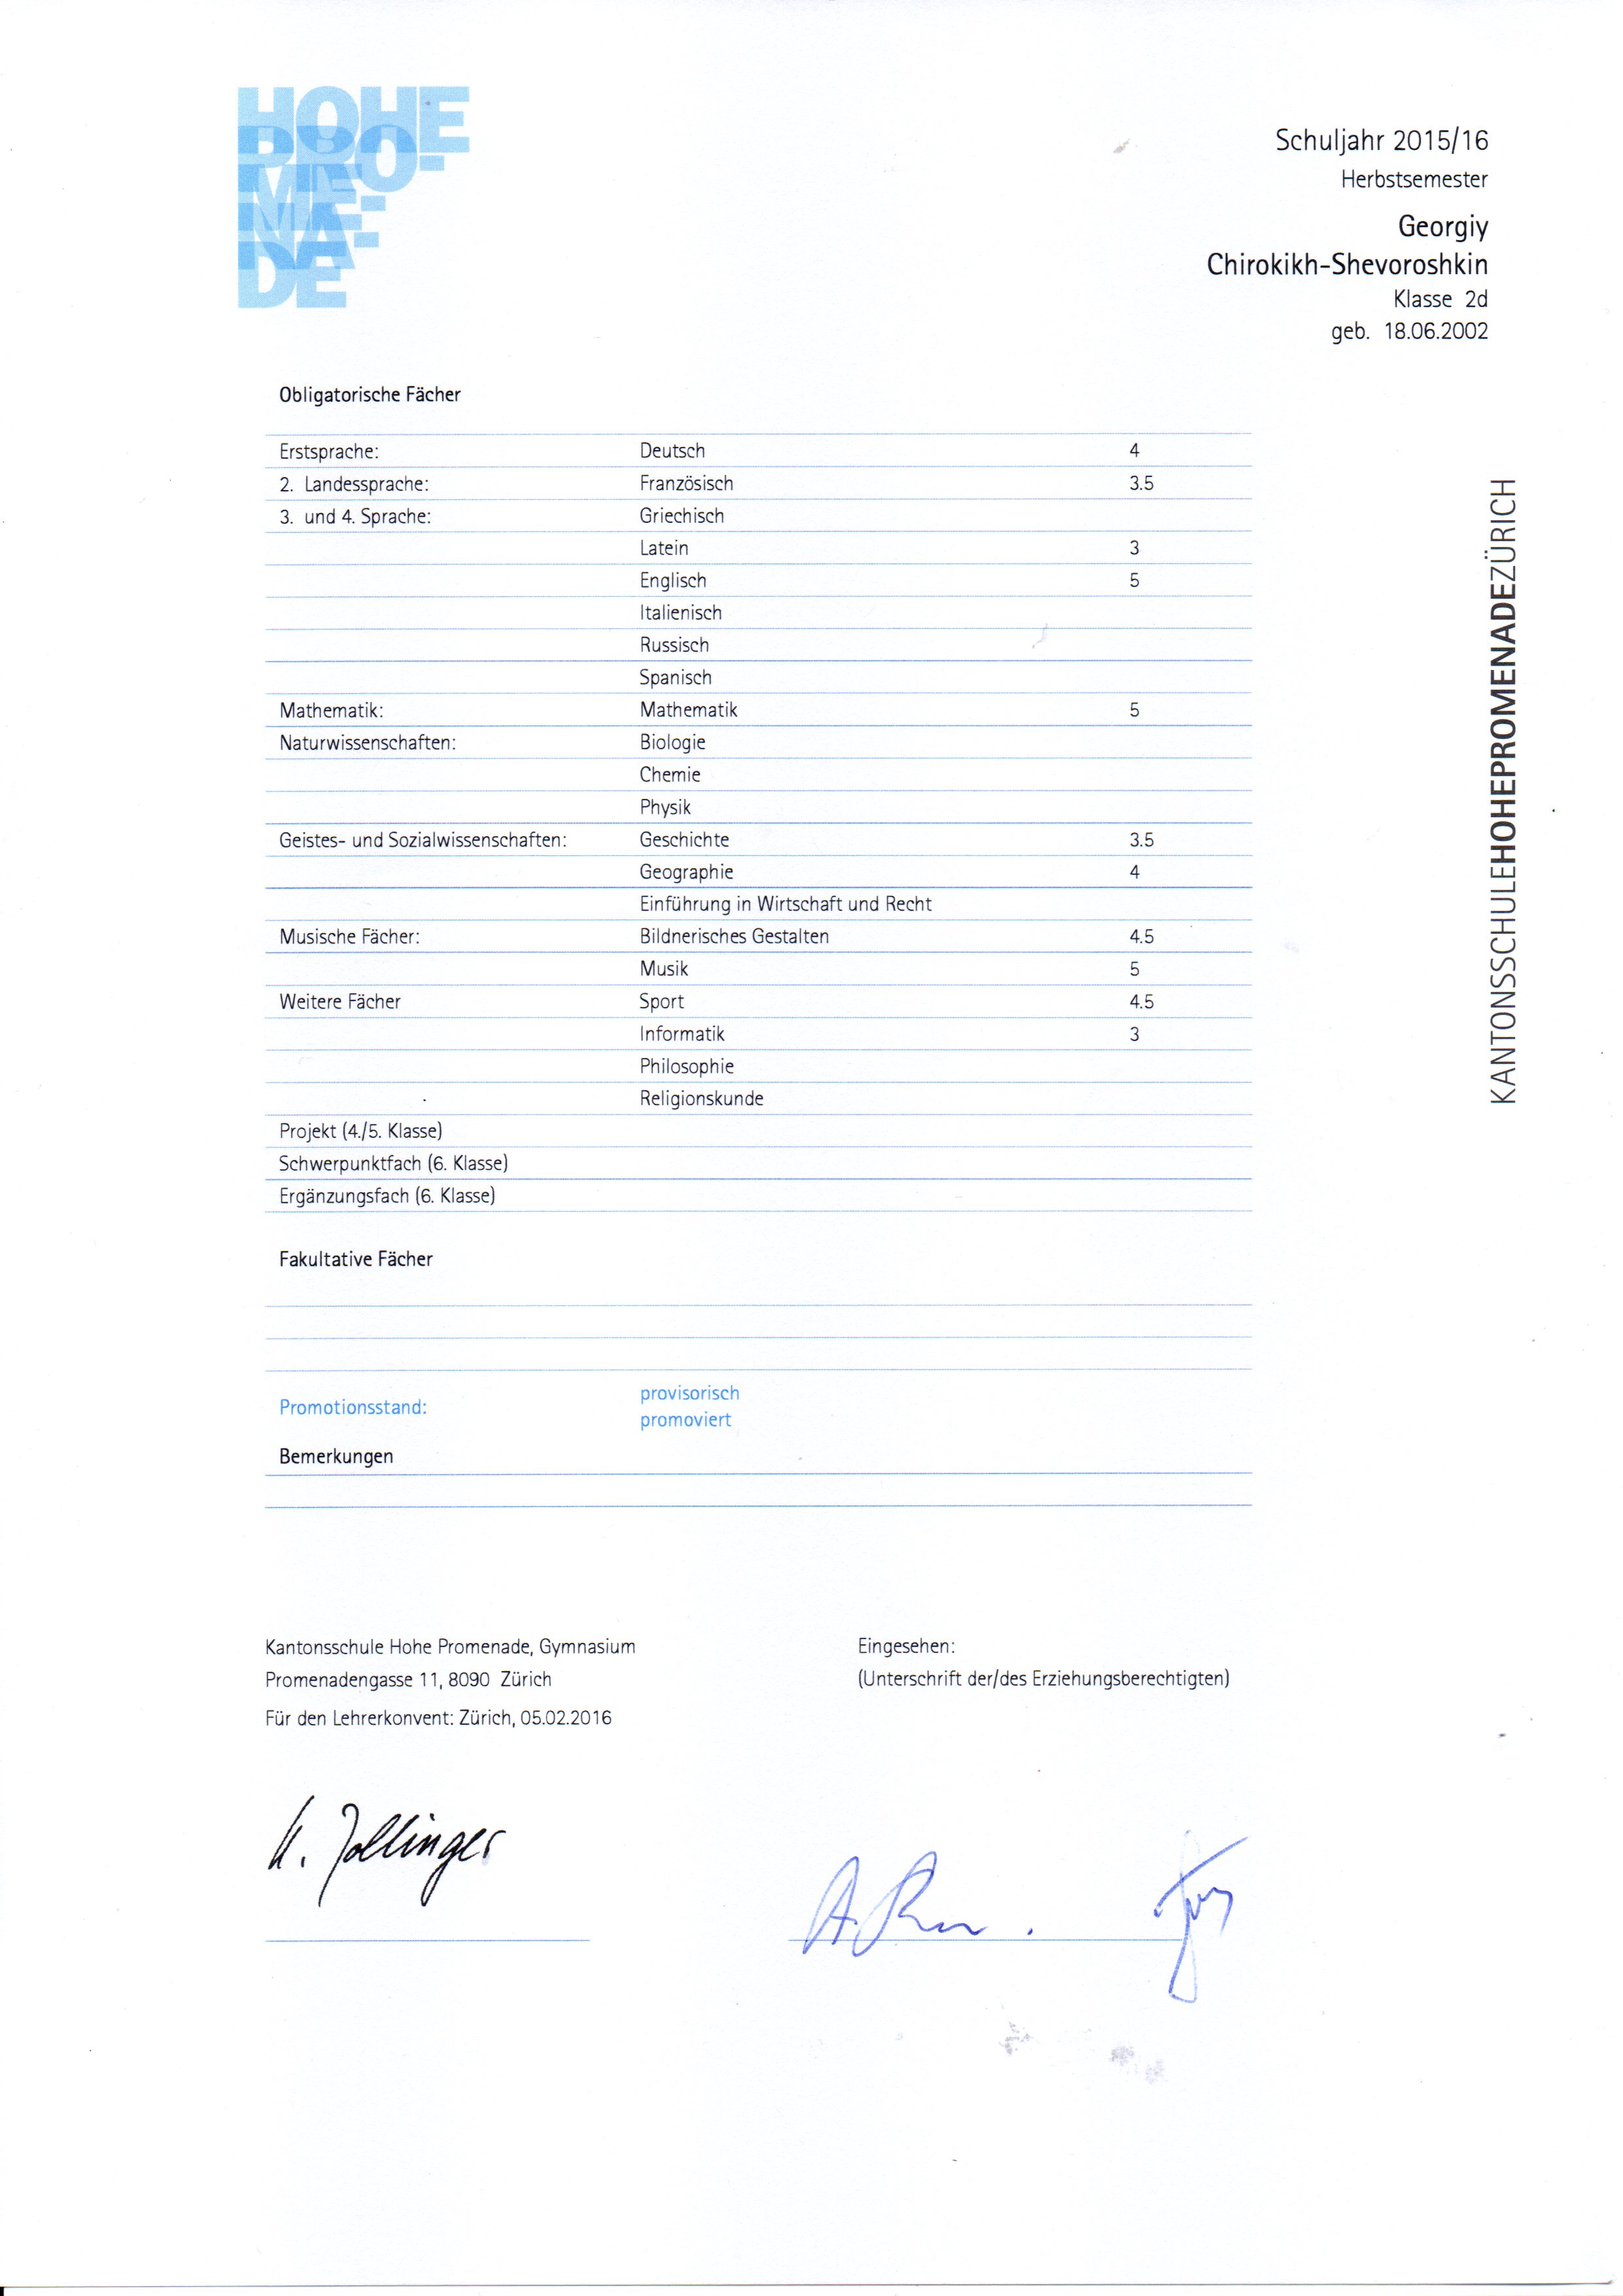 HOHE
PRO-
ME-
NA-
DE
Schuljahr 2015/16
Herbstsemester
Georgiy
Chirokikh-Shevoroshkin
Klasse 2d
geb. 18.06.2002
KANTONSSCHULEHOHEPROMENADEZÜRICH
Obligatorische Fächer
Erstsprache: Deutsch 4
2. Landessprache: Französisch 3.5
3. und 4. Sprache: Griechisch
Latein 3
Englisch 5
Italienisch
Russisch
Spanisch
Mathematik: Mathematik 5
Naturwissenschaften: Biologie
Chemie
Physik
Geistes- und Sozialwissenschaften: Geschichte 3.5
Geographie 4
Einführung in Wirtschaft und Recht
Musische Fächer: Bildnerisches Gestalten 4.5
Musik 5
Weitere Fächer Sport 4.5
Informatik 3
Philosophie
Religionskunde
Projekt (4./5. Klasse)
Schwerpunktfach (6. Klasse)
Ergänzungsfach (6. Klasse)
Fakultative Fächer
Promotionsstand: provisorisch
promoviert
Bemerkungen
Kantonsschule Hohe Promenade, Gymnasium
Promenadengasse 11, 8090 Zürich
Für den Lehrerkonvent: Zürich, 05.02.2016
Eingesehen:
(Unterschrift der/des Erziehungsberechtigten)